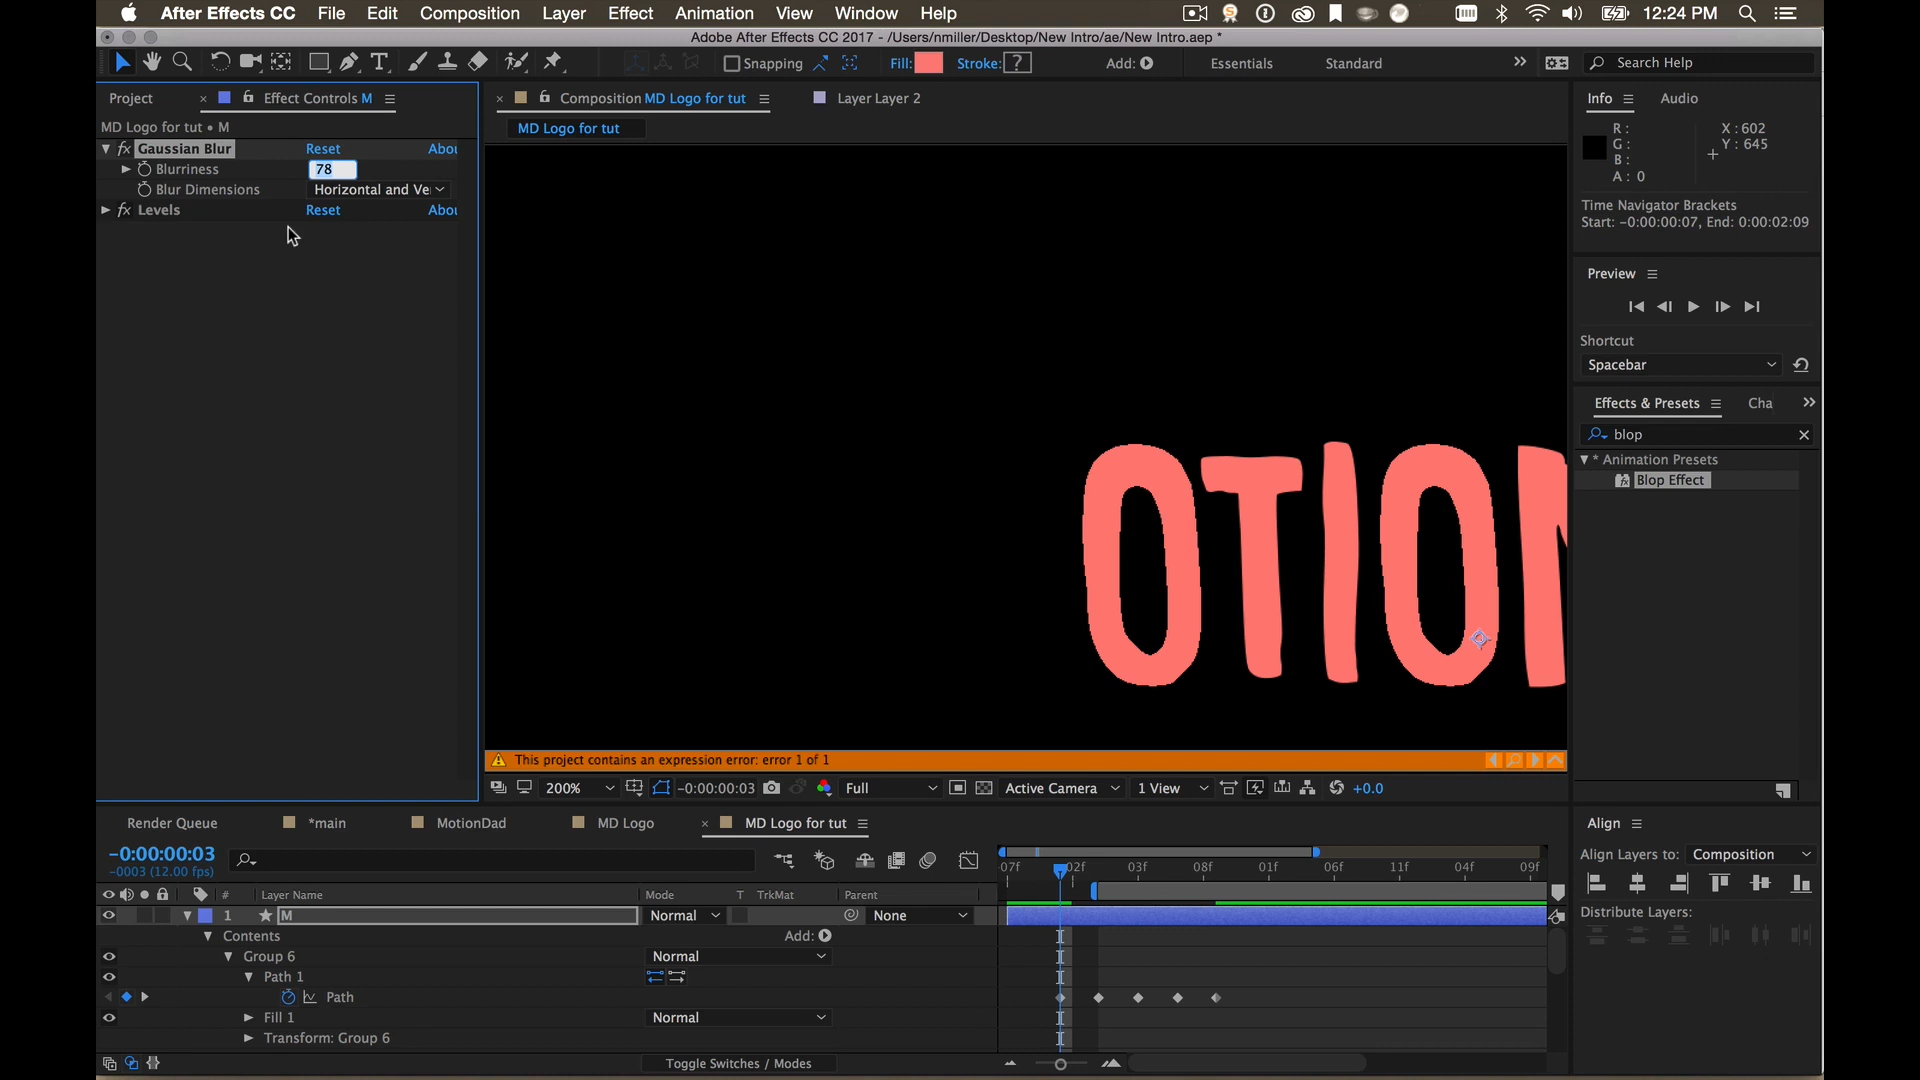 After Effects CC File Edit Composition Layer Effect Animation View Window Help 12:24 PM
Adobe After Effects CC 2017 - /Users/nmiller/Desktop/New Intro/ae/New Intro.aep *
Snapping Fill: Stroke: ? Add: Essentials Standard Search Help
Project × Effect Controls M
× Composition MD Logo for tut Layer Layer 2
Info Audio
MD Logo for tut • M
MD Logo for tut
R: X: 602
G: Y: 645
B:
A: 0
fx Gaussian Blur Reset Abou
Blurriness 78
Blur Dimensions Horizontal and Ve
fx Levels Reset Abou
Time Navigator Brackets
Start: -0:00:00:07, End: 0:00:02:09
Preview
Shortcut
Spacebar
Effects & Presets Cha
blop
* Animation Presets
Blop Effect
OTION
This project contains an expression error: error 1 of 1
200% -0:00:00:03 Full Active Camera 1 View +0.0
Render Queue *main MotionDad MD Logo × MD Logo for tut
-0:00:00:03
-0003 (12.00 fps)
07f 02f 03f 08f 01f 06f 11f 04f 09f
# Layer Name Mode T TrkMat Parent
1 M Normal None
Contents Add:
Group 6 Normal
Path 1
Path
Fill 1 Normal
Transform: Group 6
Toggle Switches / Modes
Align
Align Layers to: Composition
Distribute Layers: